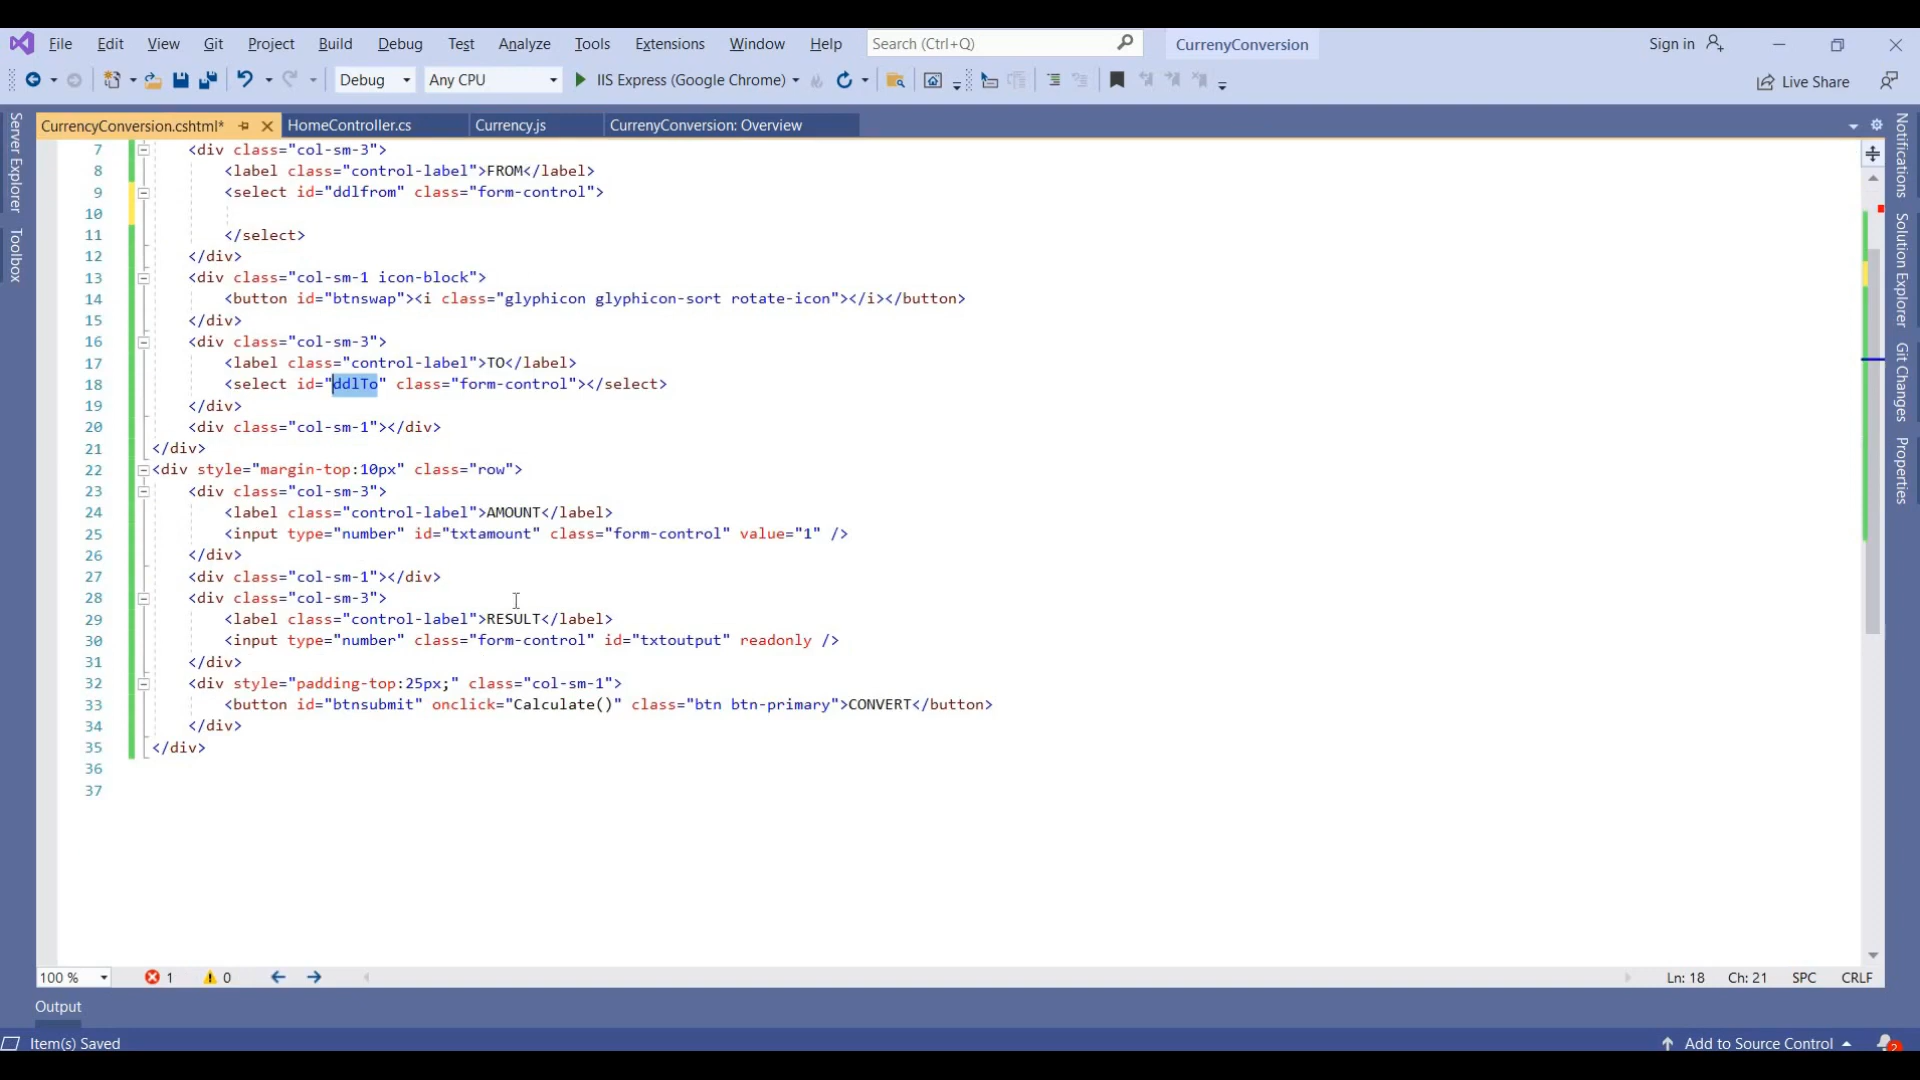 File Edit View Git Project Build Debug Test Analyze Tools Extensions Window Help Search (Ctrl+Q) CurrenyConversion Sign in
Debug Any CPU IIS Express (Google Chrome) Live Share
CurrencyConversion.cshtml* HomeController.cs Currency.js CurrenyConversion: Overview
Server Explorer
Toolbox
7 <div class="col-sm-3">
8 <label class="control-label">FROM</label>
9 <select id="ddlfrom" class="form-control">
10
11 </select>
12 </div>
13 <div class="col-sm-1 icon-block">
14 <button id="btnswap"><i class="glyphicon glyphicon-sort rotate-icon"></i></button>
15 </div>
16 <div class="col-sm-3">
17 <label class="control-label">TO</label>
18 <select id="ddlTo" class="form-control"></select>
19 </div>
20 <div class="col-sm-1"></div>
21 </div>
22 <div style="margin-top:10px" class="row">
23 <div class="col-sm-3">
24 <label class="control-label">AMOUNT</label>
25 <input type="number" id="txtamount" class="form-control" value="1" />
26 </div>
27 <div class="col-sm-1"></div>
28 <div class="col-sm-3">
29 <label class="control-label">RESULT</label>
30 <input type="number" class="form-control" id="txtoutput" readonly />
31 </div>
32 <div style="padding-top:25px;" class="col-sm-1">
33 <button id="btnsubmit" onclick="Calculate()" class="btn btn-primary">CONVERT</button>
34 </div>
35 </div>
36
37
Notifications
Solution Explorer
Git Changes
Properties
100 % 1 0 Ln: 18 Ch: 21 SPC CRLF
Output
Item(s) Saved Add to Source Control 2